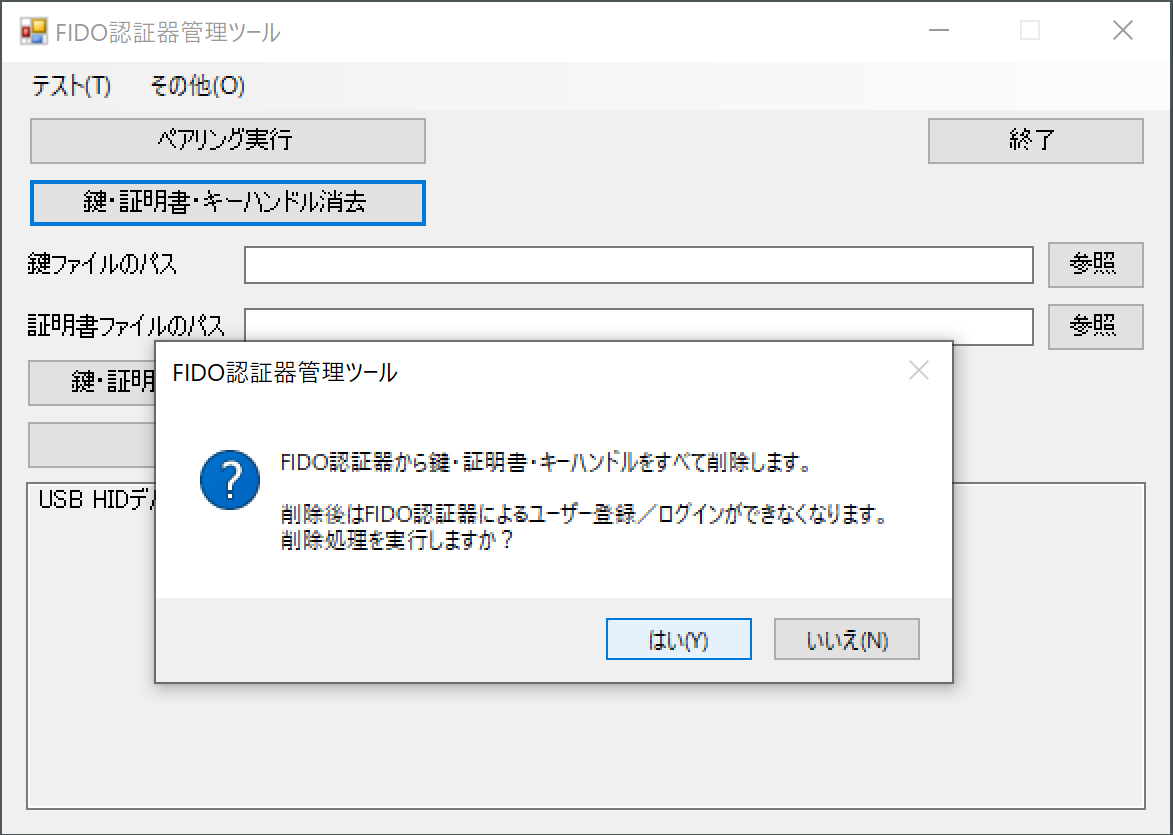 FIDO認証器管理ツール
テスト(T) その他(O)
ペアリング実行
終了
鍵・証明書・キーハンドル消去
鍵ファイルのパス
参照
証明書ファイルのパス
参照
鍵・証明
FIDO認証器管理ツール
FIDO認証器から鍵・証明書・キーハンドルをすべて削除します。
USB HIDデ
削除後はFIDO認証器によるユーザー登録／ログインができなくなります。
削除処理を実行しますか？
はい(Y)
いいえ(N)